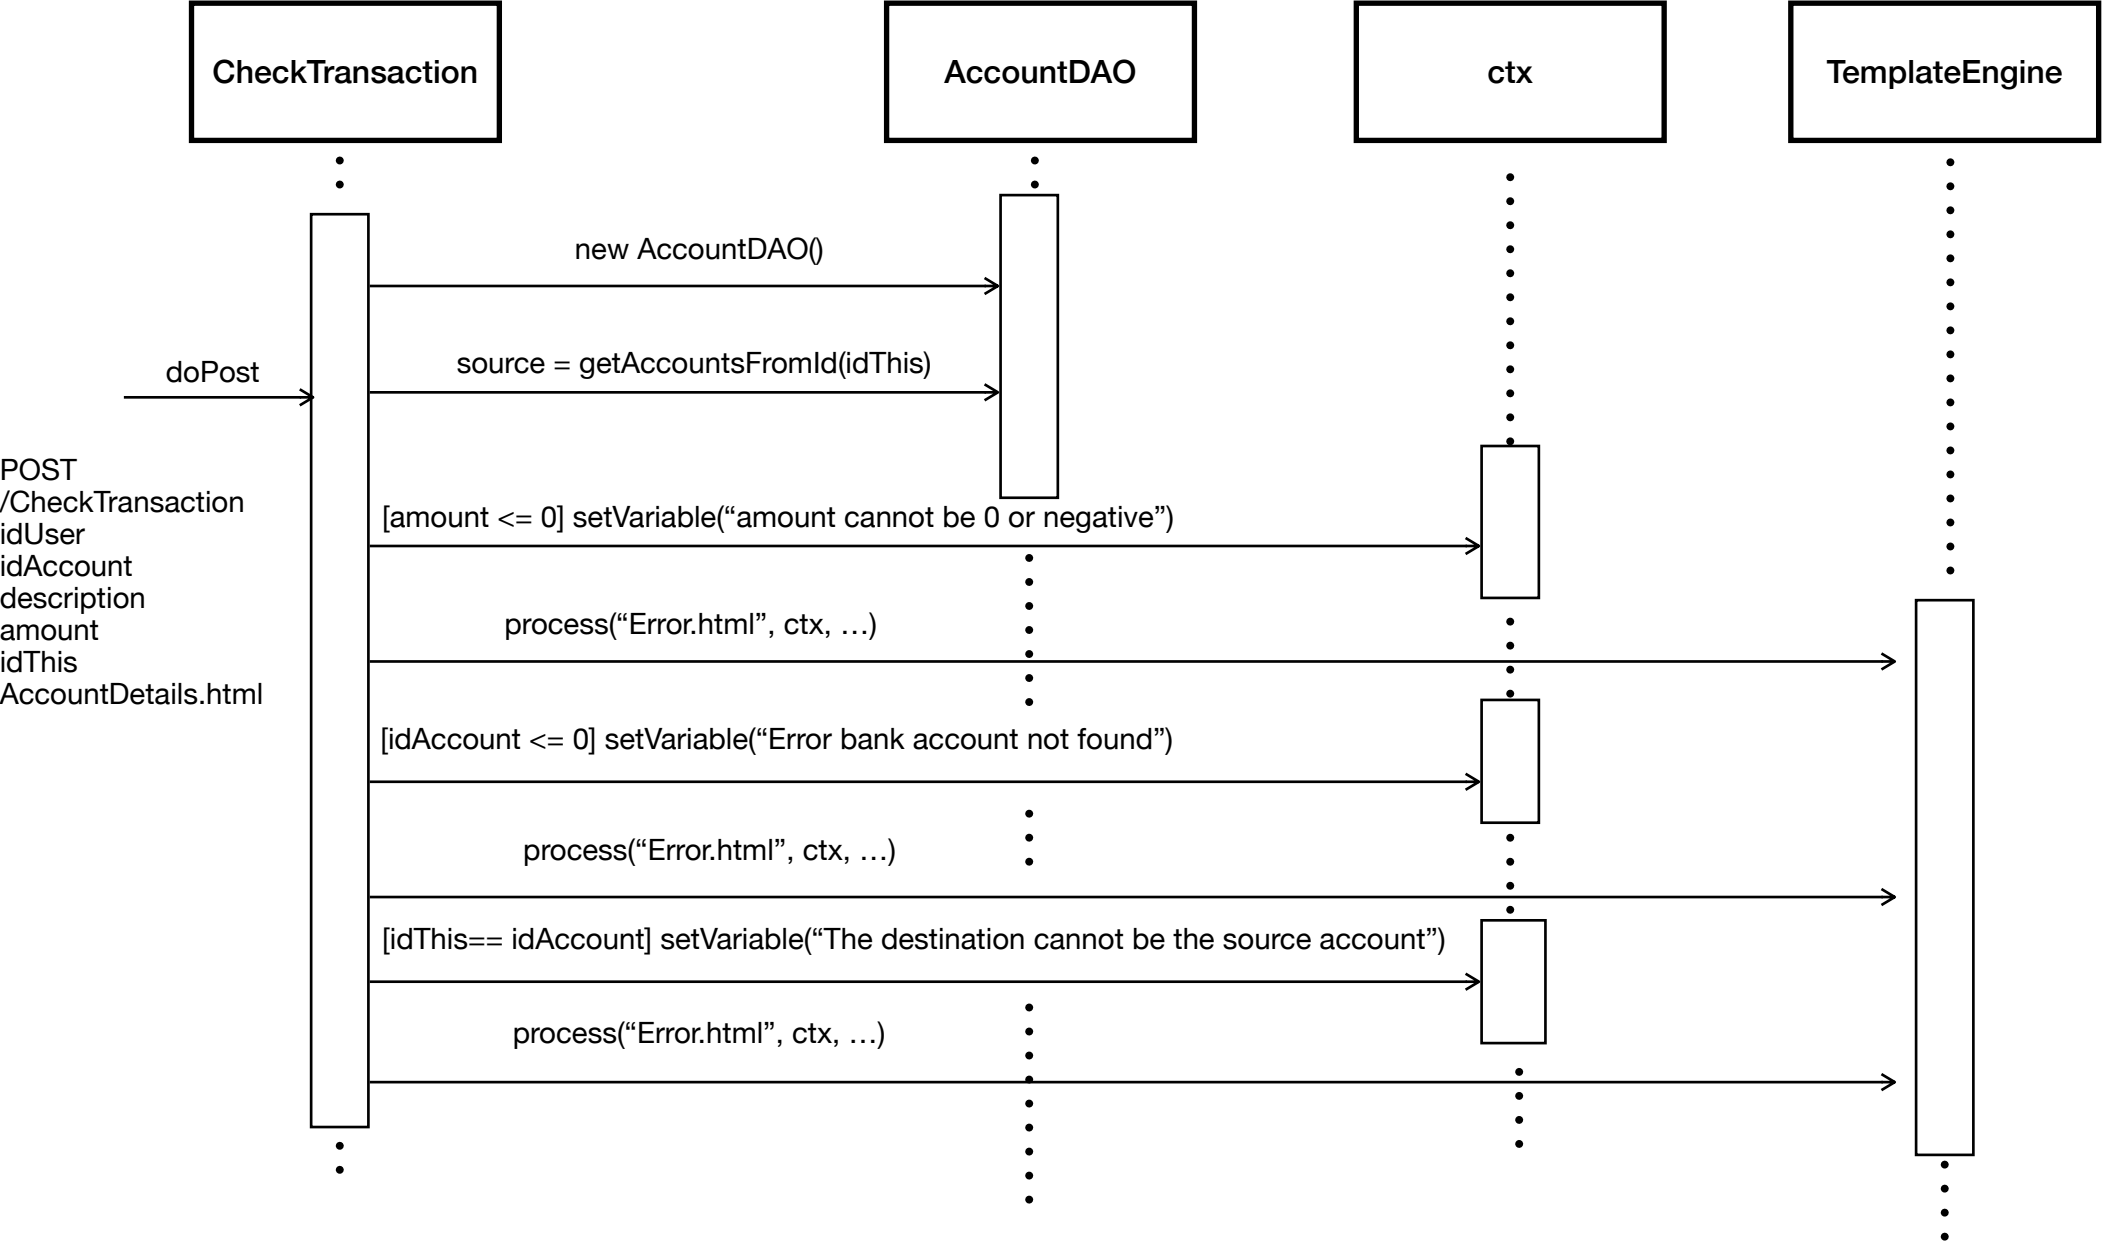 CheckTransaction
AccountDAO
ctx
TemplateEngine
new AccountDAO()
source = getAccountsFromId(idThis)
doPost
POST
/CheckTransaction
idUser
idAccount
description
amount
idThis
AccountDetails.html
[amount <= 0] setVariable(“amount cannot be 0 or negative”)
process(“Error.html”, ctx, …)
[idAccount <= 0] setVariable(“Error bank account not found”)
process(“Error.html”, ctx, …)
[idThis== idAccount] setVariable(“The destination cannot be the source account”)
process(“Error.html”, ctx, …)